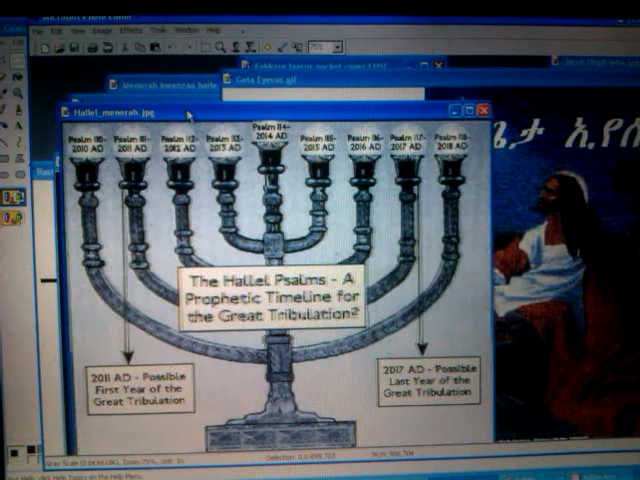 File Edit View Image Effects Tools Window Help
75%
Geta Eyesus gif
Hallel_menorah.jpg
Psalm 110- 2010 AD
Psalm 111- 2011 AD
Psalm 112- 2012 AD
Psalm 113- 2013 AD
Psalm 114- 2014 AD
Psalm 115- 2015 AD
Psalm 116- 2016 AD
Psalm 117- 2017 AD
Psalm 118- 2018 AD
ጌታ ኢየሱ
The Hallel Psalms - A
Prophetic Timeline for
the Great Tribulation?
2011 AD - Possible
First Year of the
Great Tribulation
2017 AD - Possible
Last Year of the
Great Tribulation